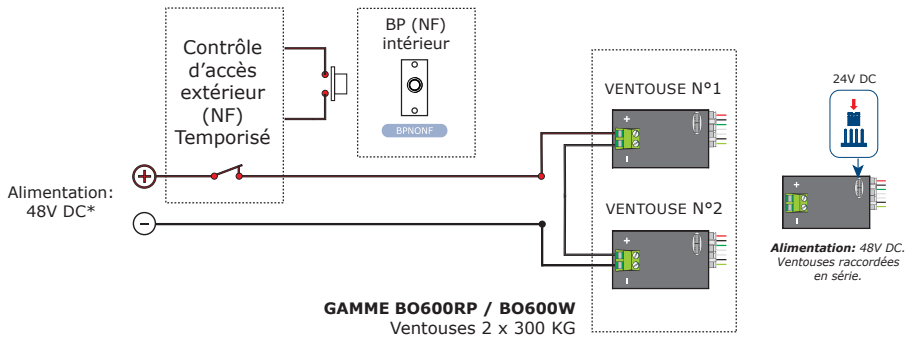 Contrôle
d'accès
extérieur
(NF)
Temporisé
BP (NF)
intérieur
BPNONF
VENTOUSE N°1
+
−
24V DC
+
−
Alimentation: 48V DC.
Ventouses raccordées
en série.
Alimentation:
48V DC*
+
−
VENTOUSE N°2
+
−
GAMME BO600RP / BO600W
Ventouses 2 x 300 KG